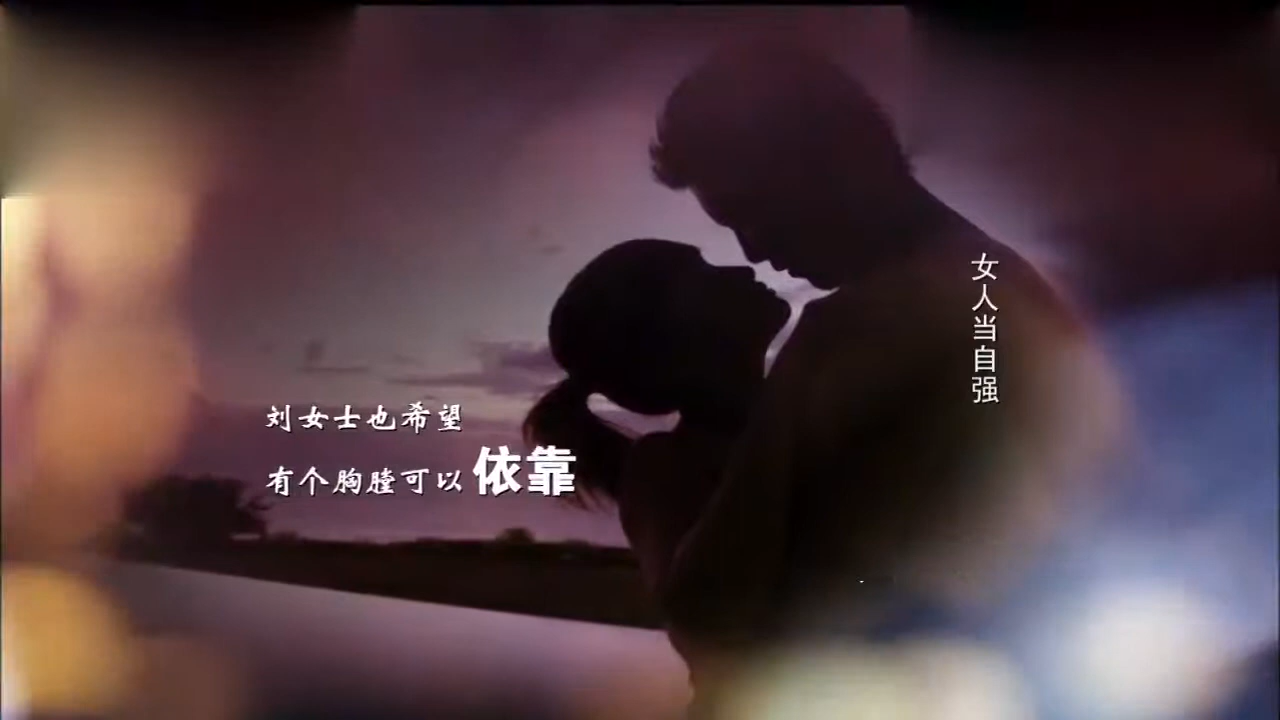 刘女士也希望
有个胸膛可以依靠
女人当自强